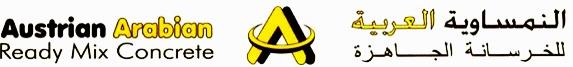 Austrian Arabian
Ready Mix Concrete
النمساوية العربية
للخرسانة الجاهزة